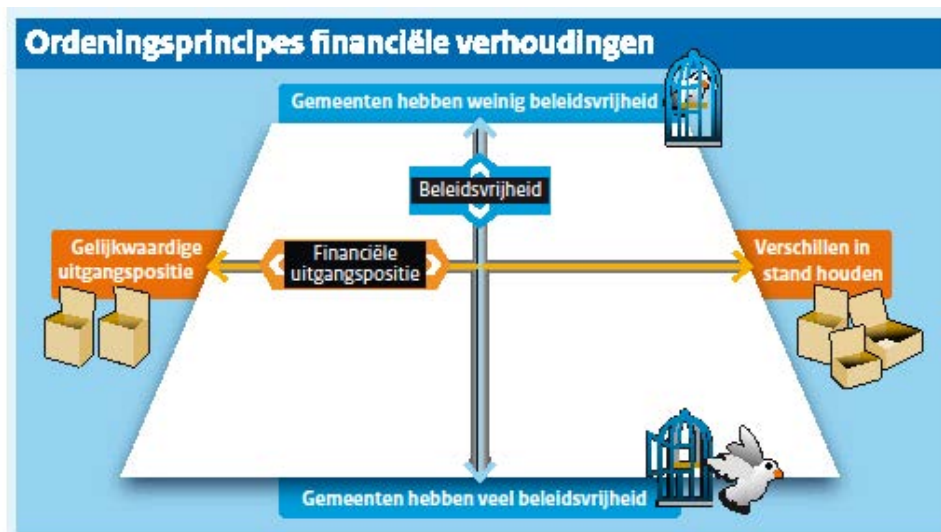 Ordeningsprincipes financiële verhoudingen
Gemeenten hebben weinig beleidsvrijheid
Beleidsvrijheid
Gelijkwaardige
uitgangspositie
Financiële
uitgangspositie
Verschillen in
stand houden
Gemeenten hebben veel beleidsvrijheid